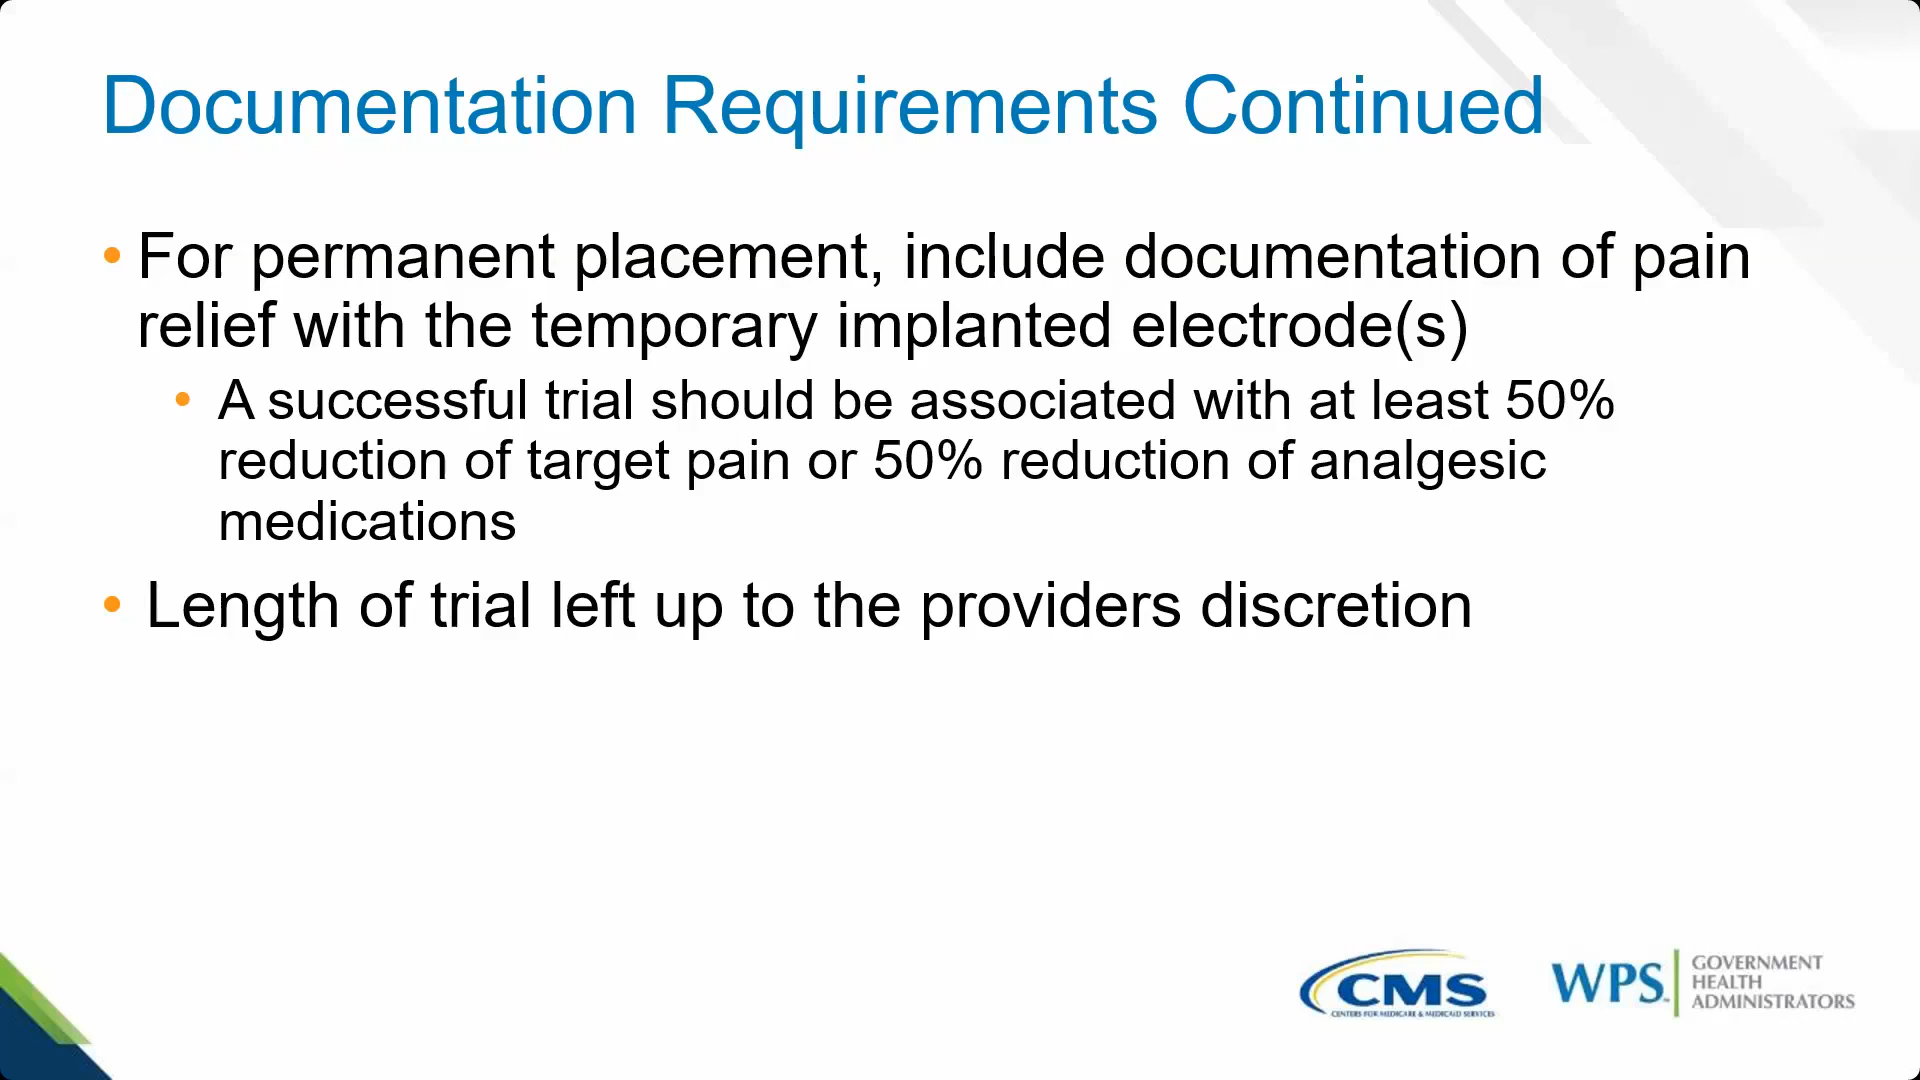 Documentation Requirements Continued
• For permanent placement, include documentation of pain
relief with the temporary implanted electrode(s)
• A successful trial should be associated with at least 50%
reduction of target pain or 50% reduction of analgesic
medications
• Length of trial left up to the providers discretion
CMS
CENTERS FOR MEDICARE & MEDICAID SERVICES
WPS
GOVERNMENT
HEALTH
ADMINISTRATORS